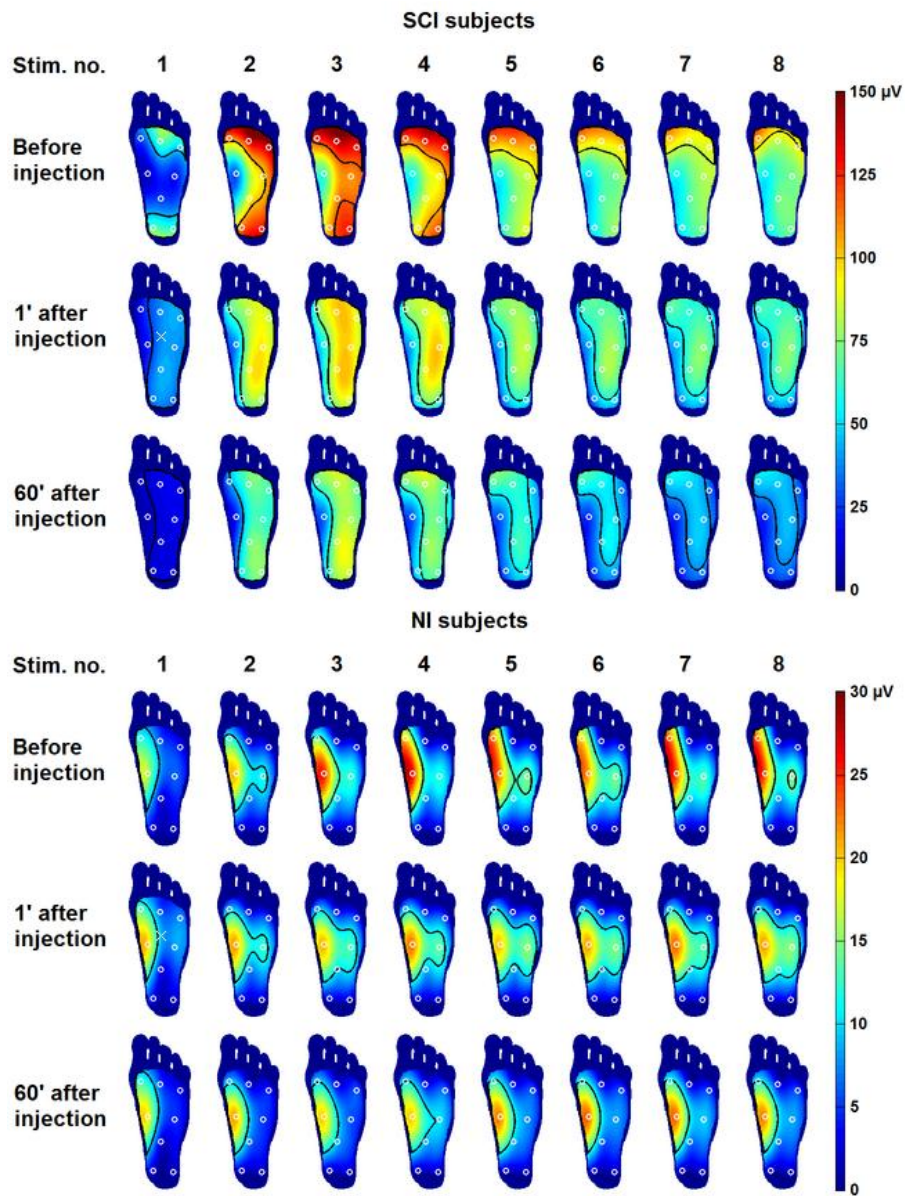 SCI subjects
Stim. no. 1 2 3 4 5 6 7 8
Before
injection
1' after
injection
60' after
injection
150 µV
125
100
75
50
25
0
NI subjects
Stim. no. 1 2 3 4 5 6 7 8
Before
injection
1' after
injection
60' after
injection
30 µV
25
20
15
10
5
0